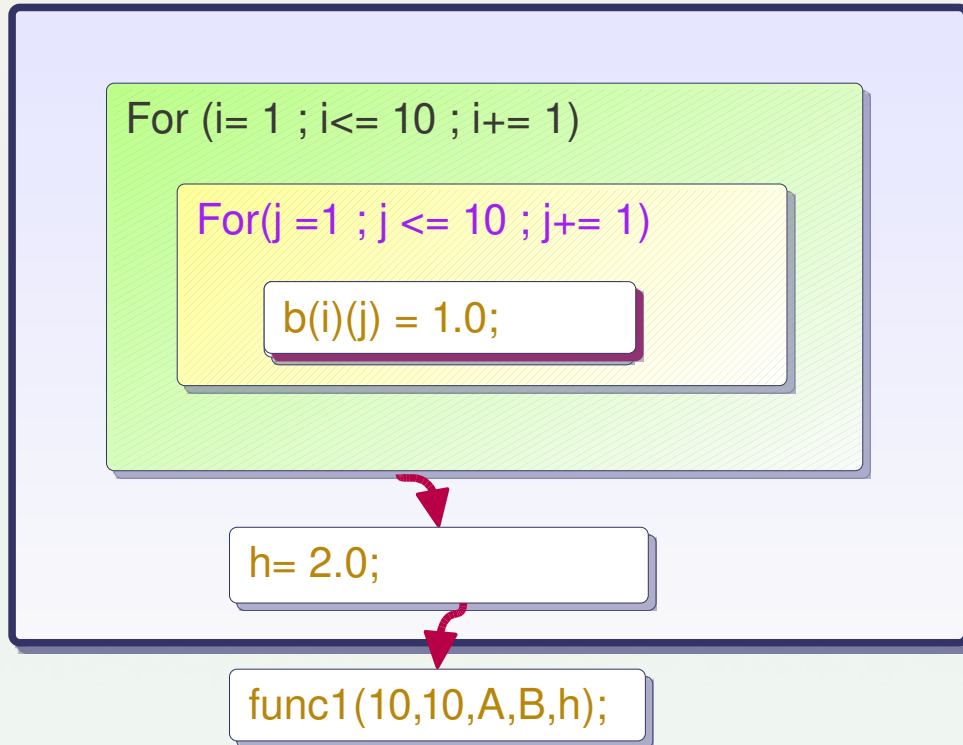 For (i= 1 ; i<= 10 ; i+= 1)
For(j =1 ; j <= 10 ; j+= 1)
b(i)(j) = 1.0;
h= 2.0;
func1(10,10,A,B,h);